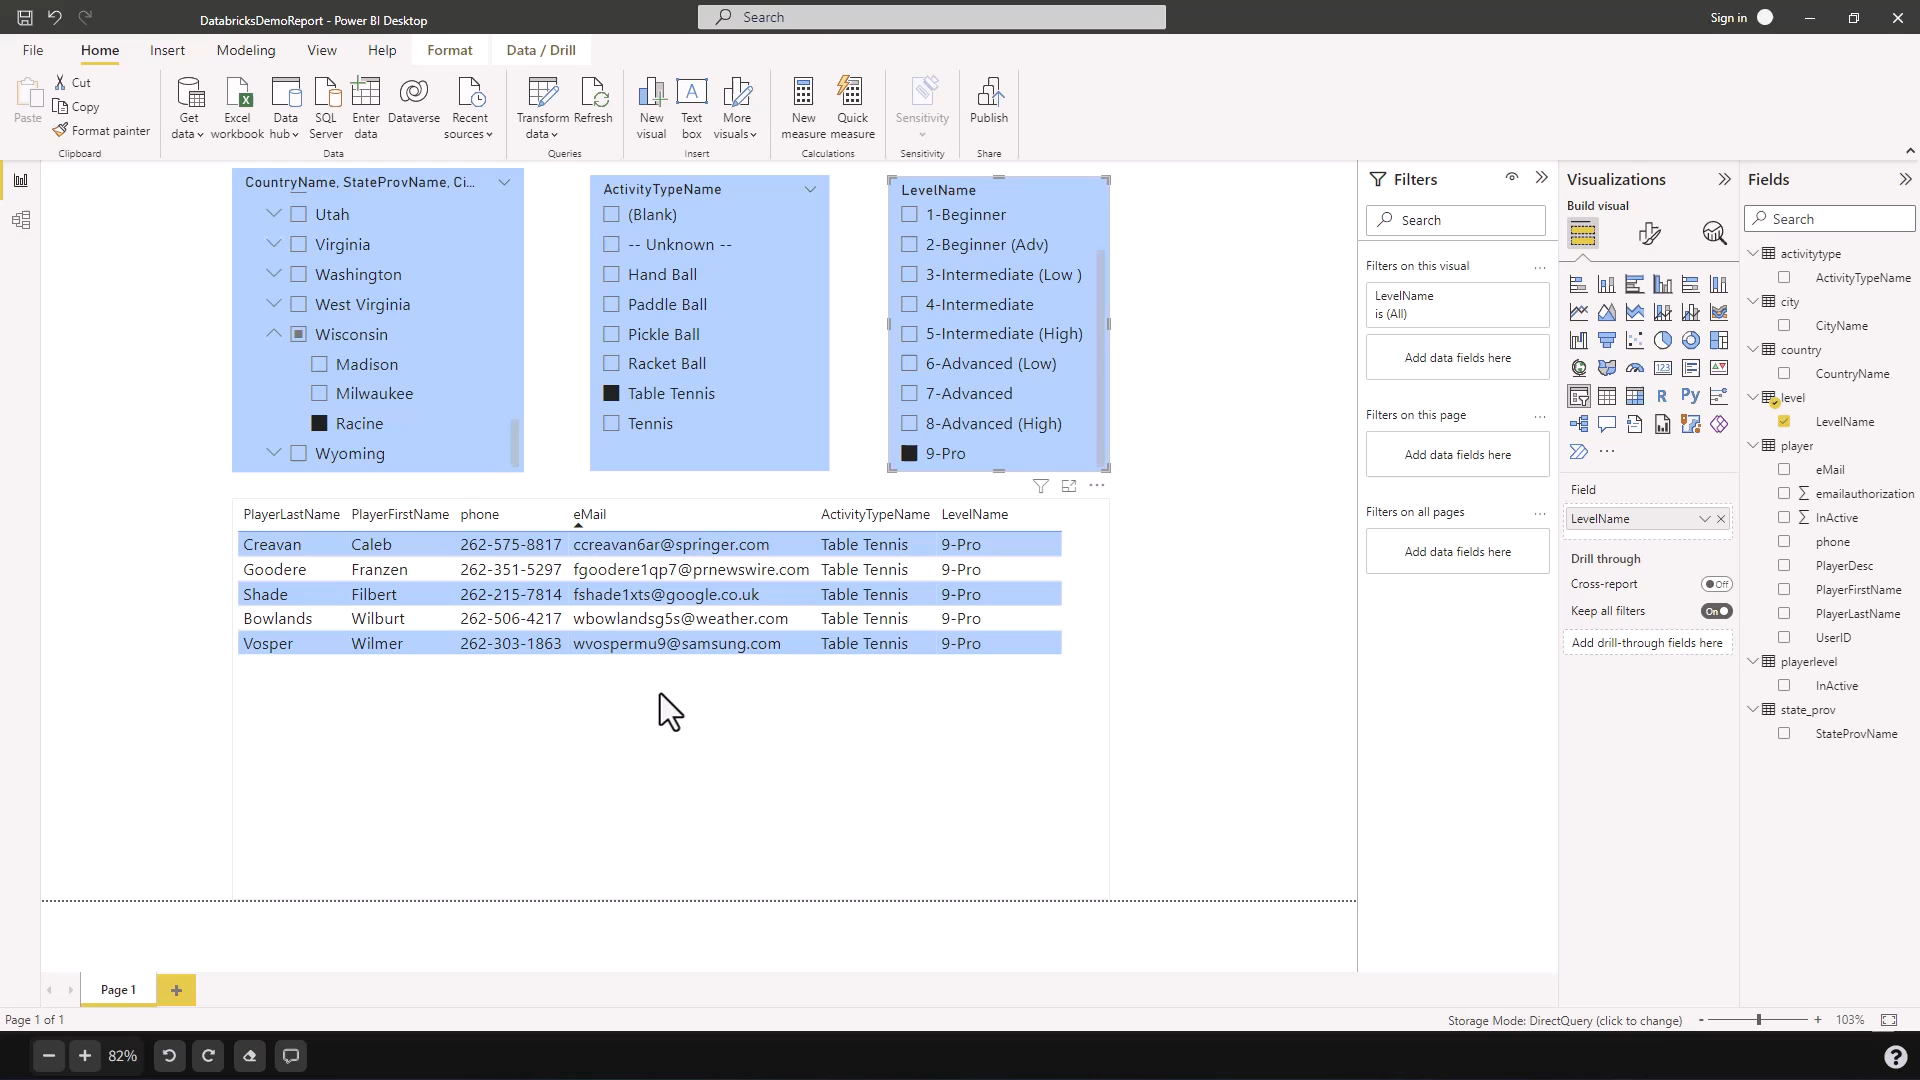 DatabricksDemoReport - Power BI Desktop
Search
Sign in
File Home Insert Modeling View Help Format Data / Drill
Paste
Cut
Copy
Format painter
Clipboard
Get data
Excel workbook
Data hub
SQL Server
Enter data
Dataverse
Recent sources
Data
Transform data
Refresh
Queries
New visual
Text box
More visuals
Insert
New measure
Quick measure
Calculations
Sensitivity
Sensitivity
Publish
Share
CountryName, StateProvName, Ci...
Utah
Virginia
Washington
West Virginia
Wisconsin
Madison
Milwaukee
Racine
Wyoming
ActivityTypeName
(Blank)
-- Unknown --
Hand Ball
Paddle Ball
Pickle Ball
Racket Ball
Table Tennis
Tennis
LevelName
1-Beginner
2-Beginner (Adv)
3-Intermediate (Low )
4-Intermediate
5-Intermediate (High)
6-Advanced (Low)
7-Advanced
8-Advanced (High)
9-Pro
PlayerLastName PlayerFirstName phone eMail ActivityTypeName LevelName
Creavan Caleb 262-575-8817 ccreavan6ar@springer.com Table Tennis 9-Pro
Goodere Franzen 262-351-5297 fgoodere1qp7@prnewswire.com Table Tennis 9-Pro
Shade Filbert 262-215-7814 fshade1xts@google.co.uk Table Tennis 9-Pro
Bowlands Wilburt 262-506-4217 wbowlandsg5s@weather.com Table Tennis 9-Pro
Vosper Wilmer 262-303-1863 wvospermu9@samsung.com Table Tennis 9-Pro
Filters
Search
Filters on this visual ...
LevelName
is (All)
Add data fields here
Filters on this page ...
Add data fields here
Filters on all pages ...
Add data fields here
Visualizations
Build visual
123
R
Py
...
Field
LevelName
Drill through
Cross-report Off
Keep all filters On
Add drill-through fields here
Fields
Search
activitytype
ActivityTypeName
city
CityName
country
CountryName
level
LevelName
player
eMail
∑ emailauthorization
∑ InActive
phone
PlayerDesc
PlayerFirstName
PlayerLastName
UserID
playerlevel
InActive
state_prov
StateProvName
Page 1
+
Page 1 of 1
Storage Mode: DirectQuery (click to change) - + 103%
82%
?